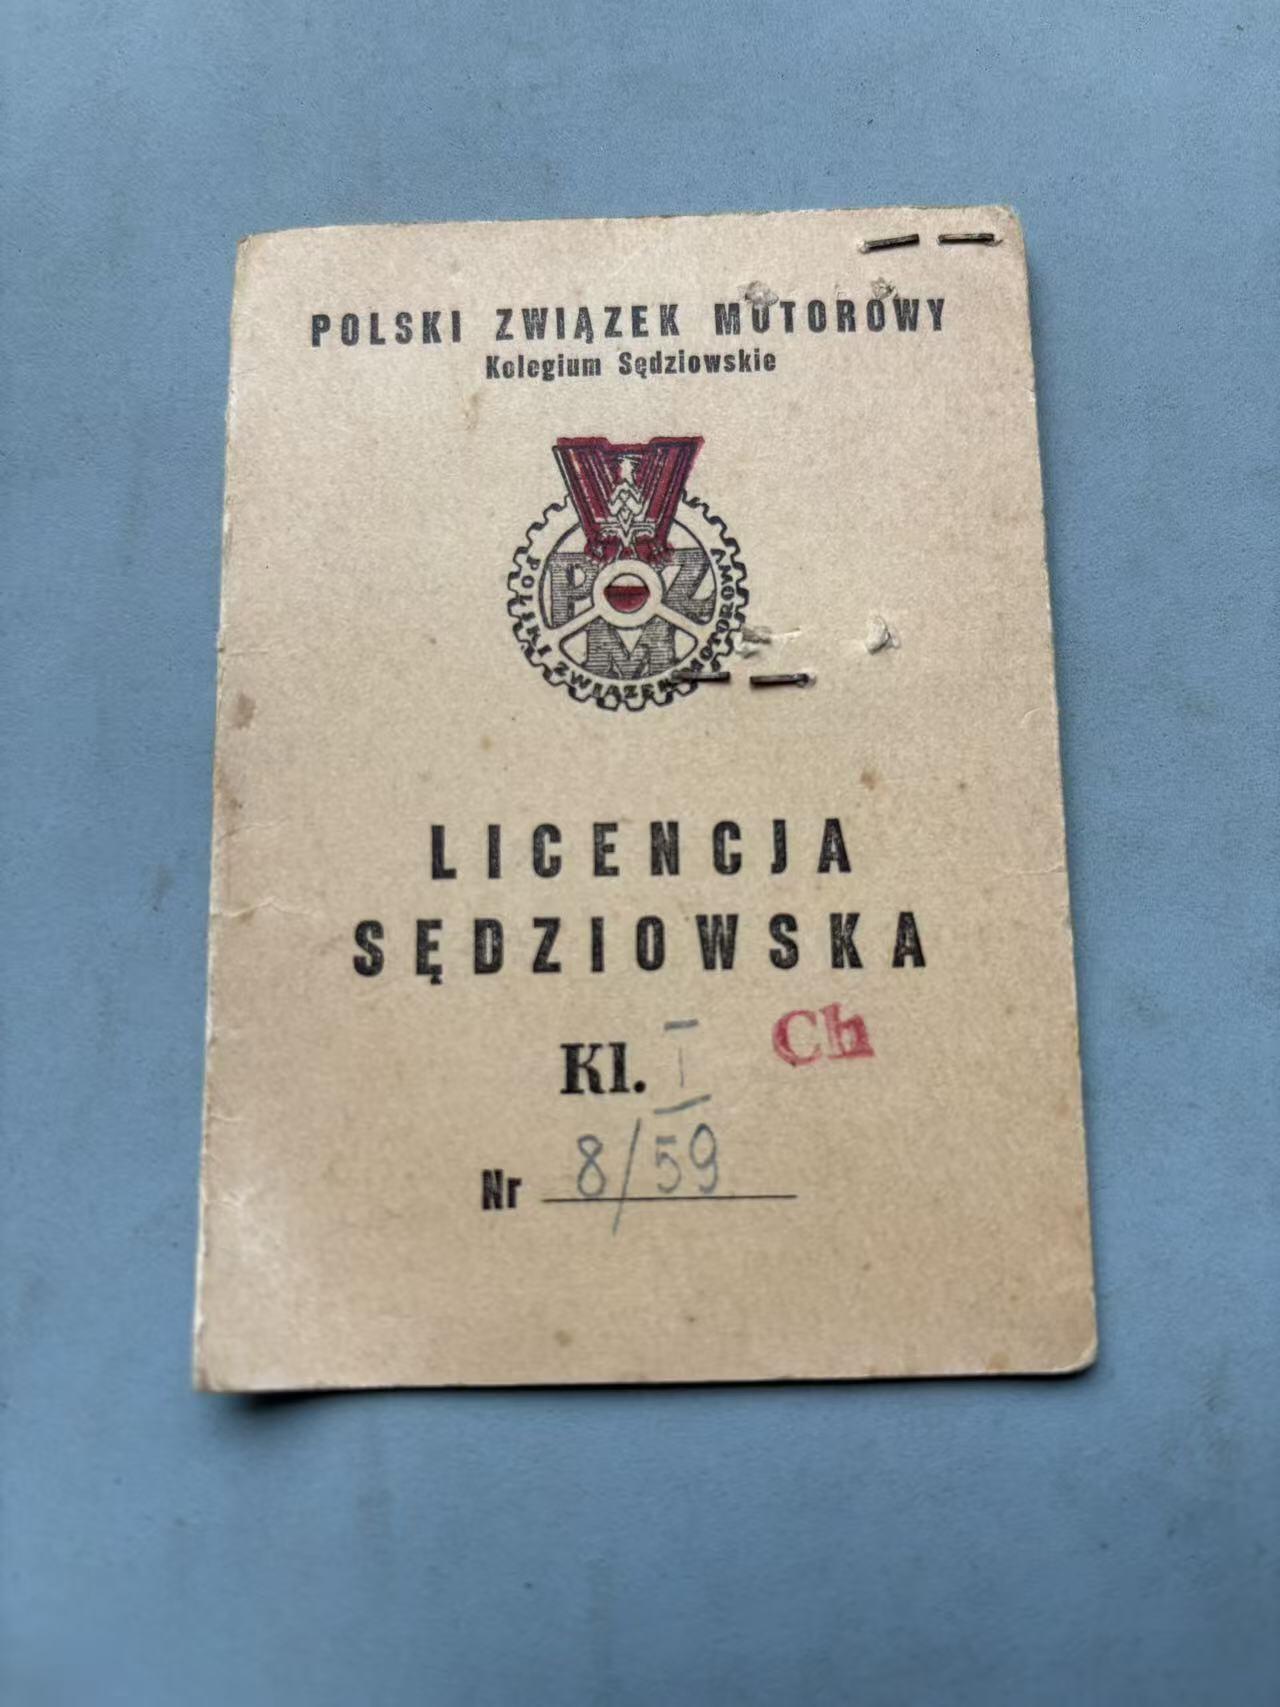 POLSKI ZWIĄZEK MOTOROWY
Kolegium Sędziowskie
PZM
POLSKI ZWIĄZEK MOTOROWY
LICENCJA
SĘDZIOWSKA
Kl. I Ch
Nr 8/59